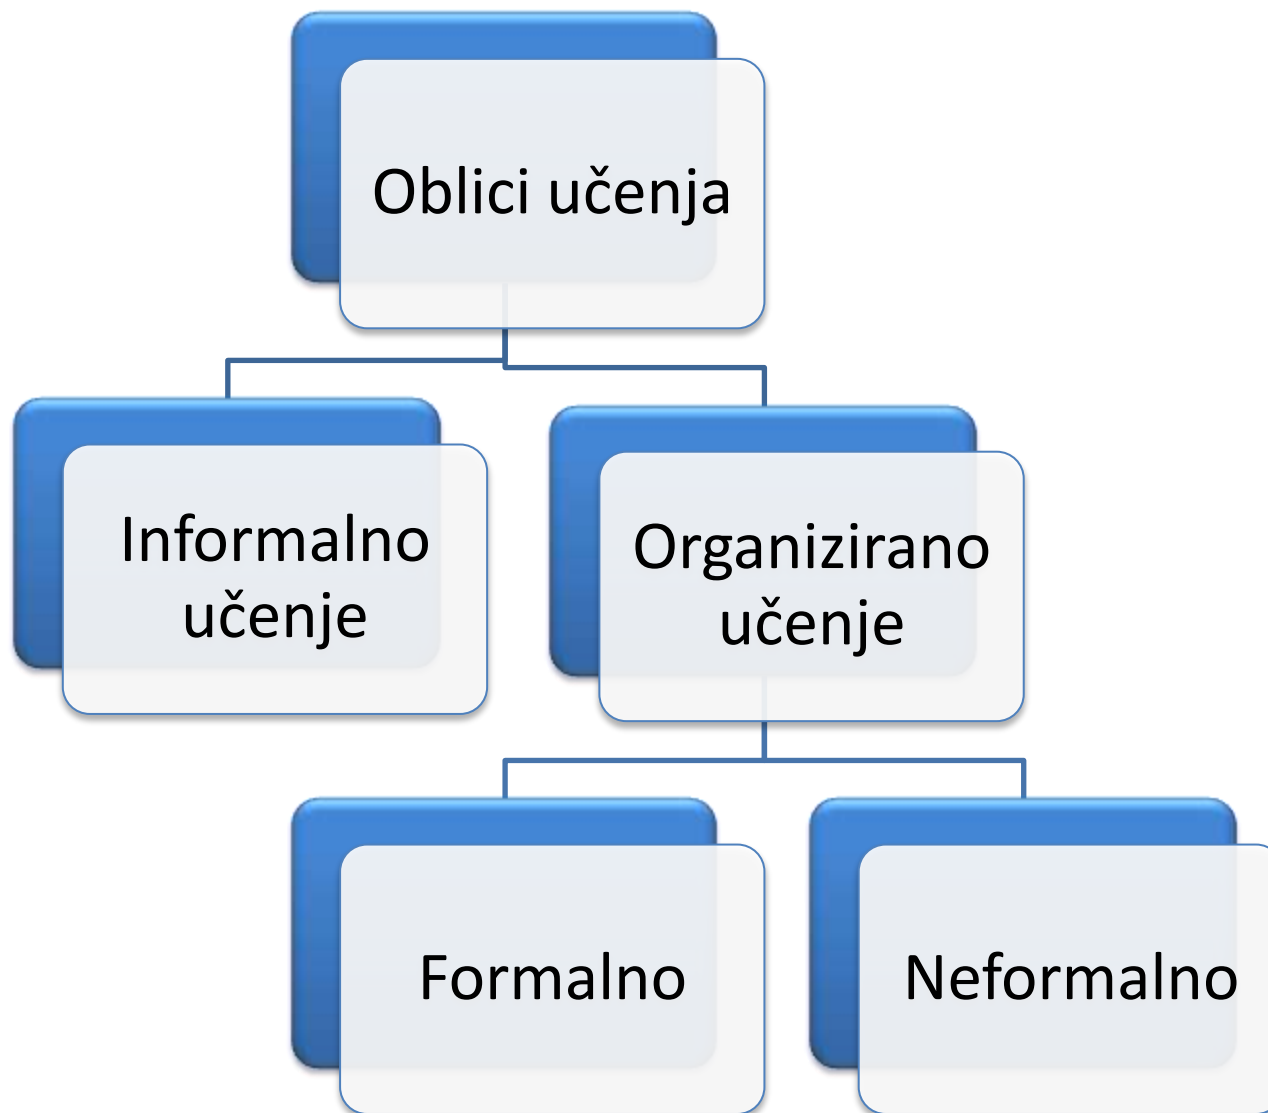 Oblici učenja
Informalno
učenje
Organizirano
učenje
Formalno
Neformalno